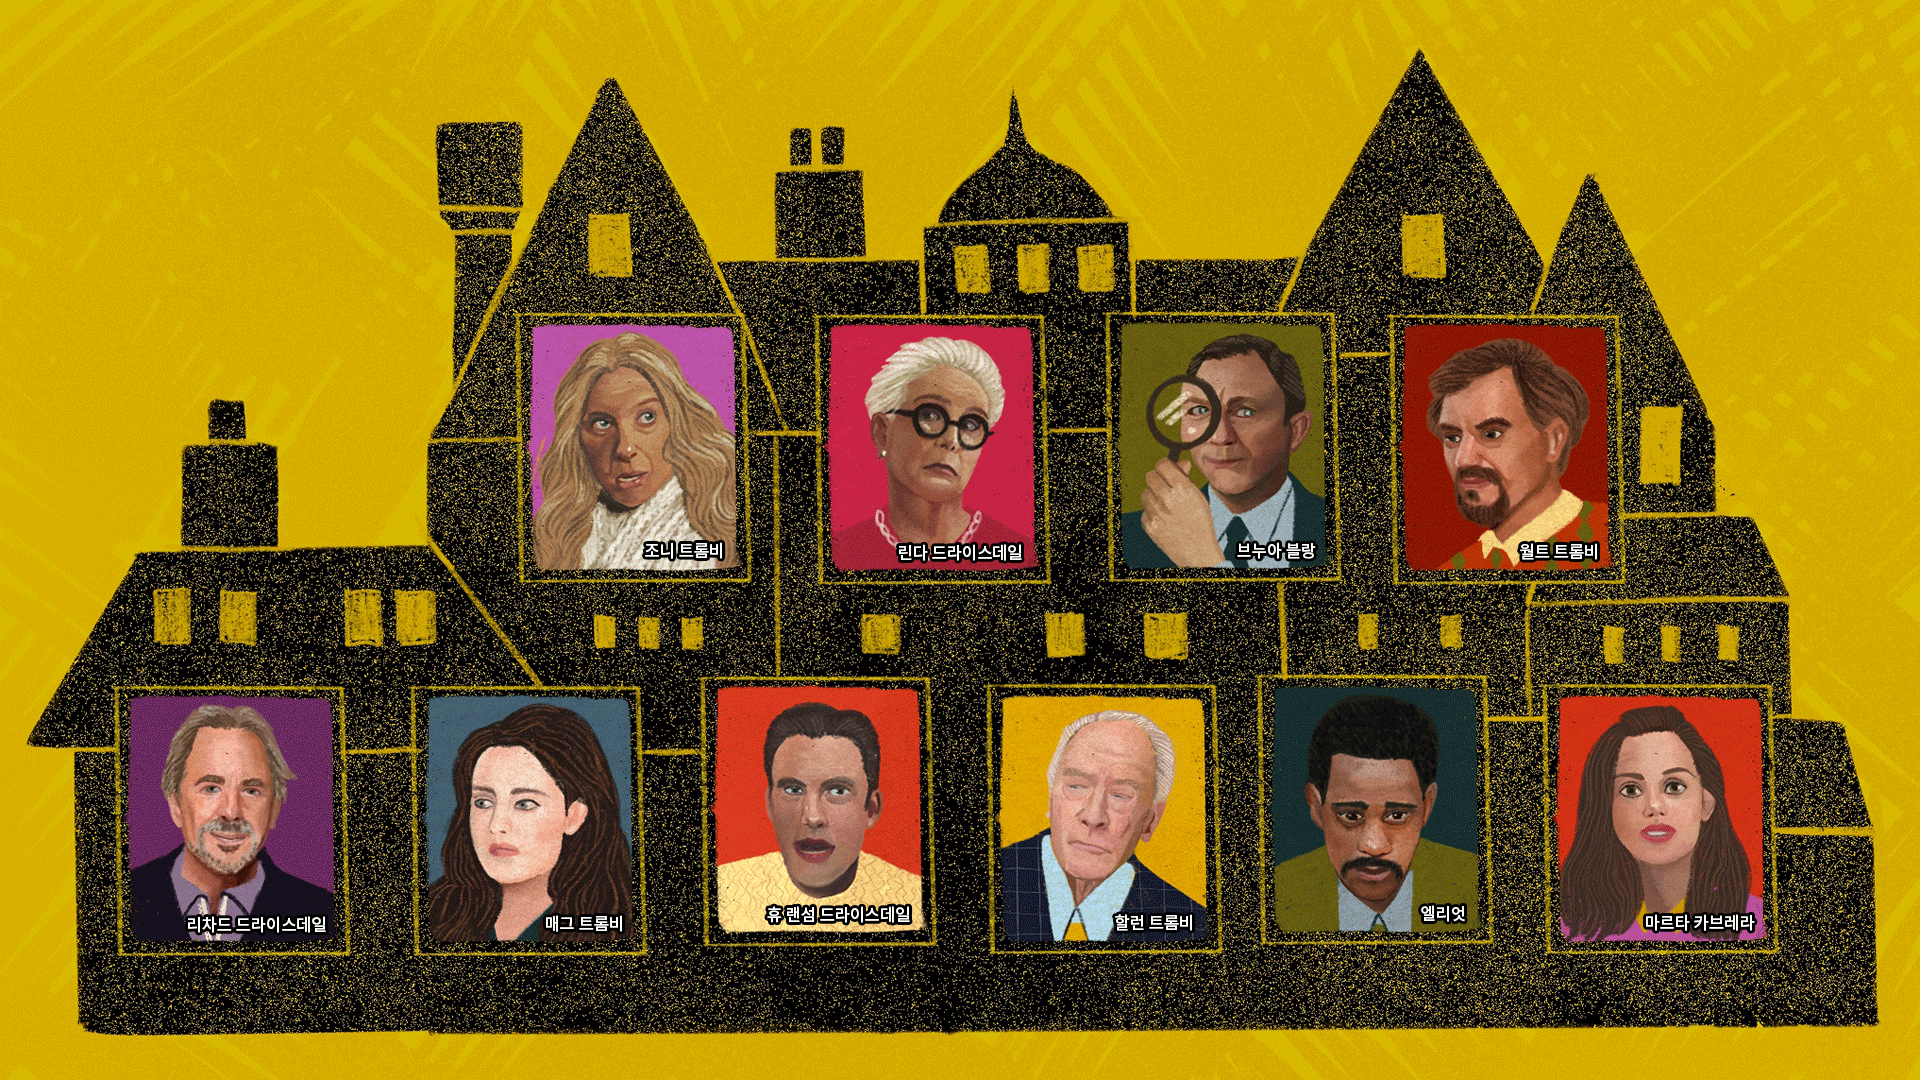 조니 트롬비
린다 드라이스데일
브누아 블랑
월트 트롬비
리차드 드라이스데일
매그 트롬비
휴 랜섬 드라이스데일
할런 트롬비
엘리엇
마르타 카브레라